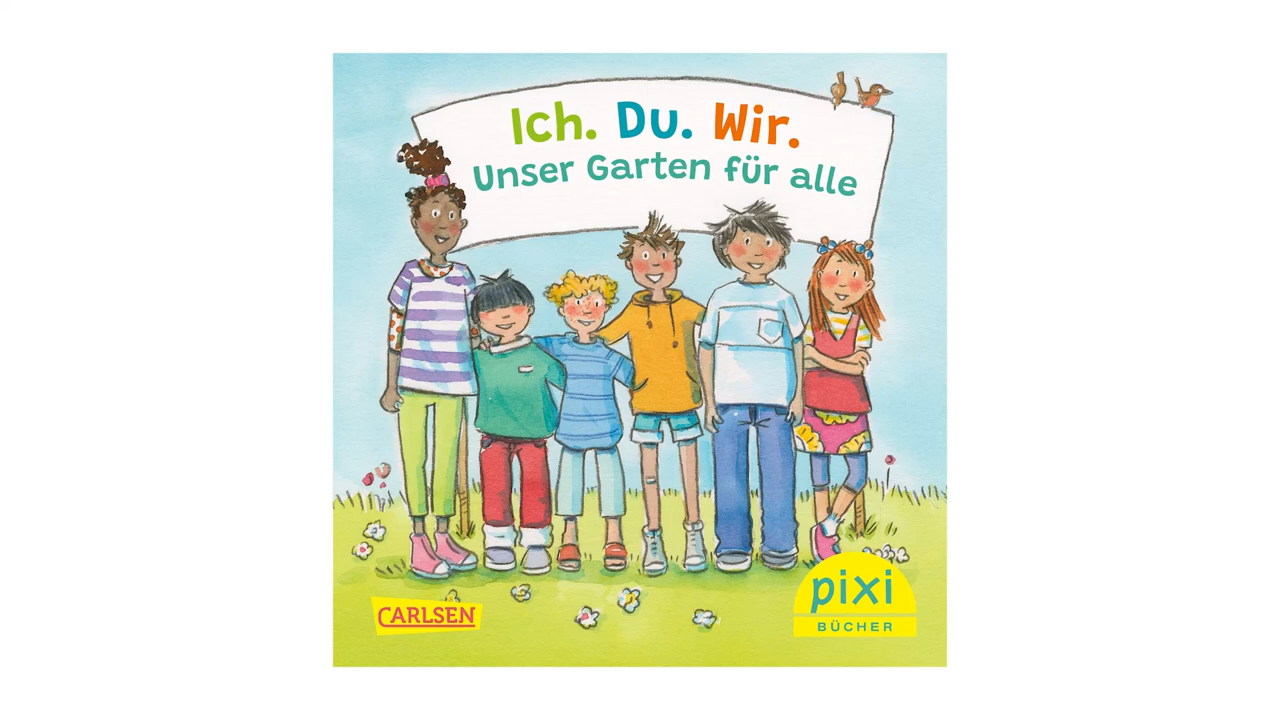 Ich. Du. Wir.
Unser Garten für alle
CARLSEN
pixi
BÜCHER